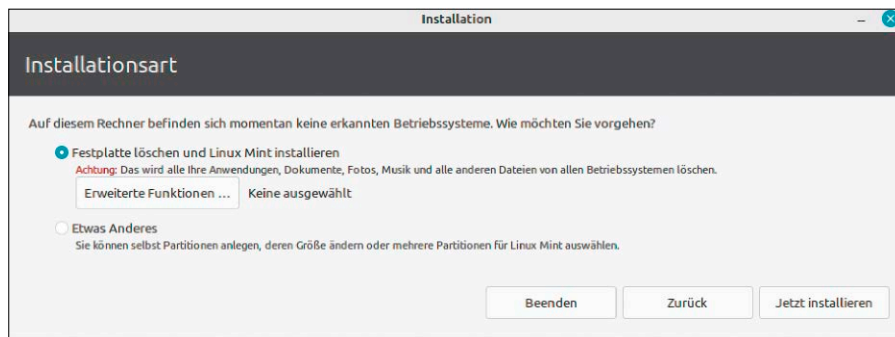 Installation
Installationsart
Auf diesem Rechner befinden sich momentan keine erkannten Betriebssysteme. Wie möchten Sie vorgehen?
Festplatte löschen und Linux Mint installieren
Achtung: Das wird alle Ihre Anwendungen, Dokumente, Fotos, Musik und alle anderen Dateien von allen Betriebssystemen löschen.
Erweiterte Funktionen ... Keine ausgewählt
Etwas Anderes
Sie können selbst Partitionen anlegen, deren Größe ändern oder mehrere Partitionen für Linux Mint auswählen.
Beenden Zurück Jetzt installieren